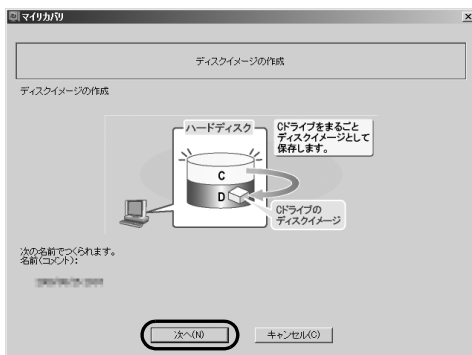 マイリカバリ
ディスクイメージの作成
ディスクイメージの作成
ハードディスク
Cドライブをまるごと
ディスクイメージとして
保存します。
C
D
Cドライブの
ディスクイメージ
次の名前でつくられます。
名前(コメント):
次へ(N)
キャンセル(C)